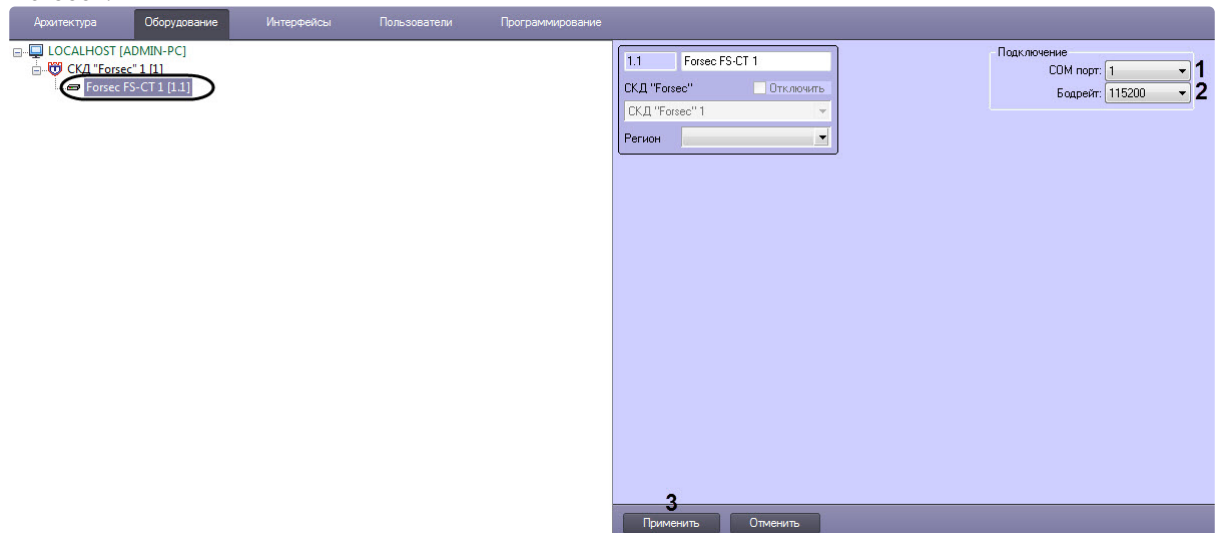 Архитектура Оборудование Интерфейсы Пользователи Программирование
LOCALHOST [ADMIN-PC]
СКД "Forsec" 1 [1]
Forsec FS-CT 1 [1.1]
1.1 Forsec FS-CT 1
СКД "Forsec" Отключить
СКД "Forsec" 1
Регион
Подключение
COM порт: 1 1
Бодрейт: 115200 2
3
Применить Отменить